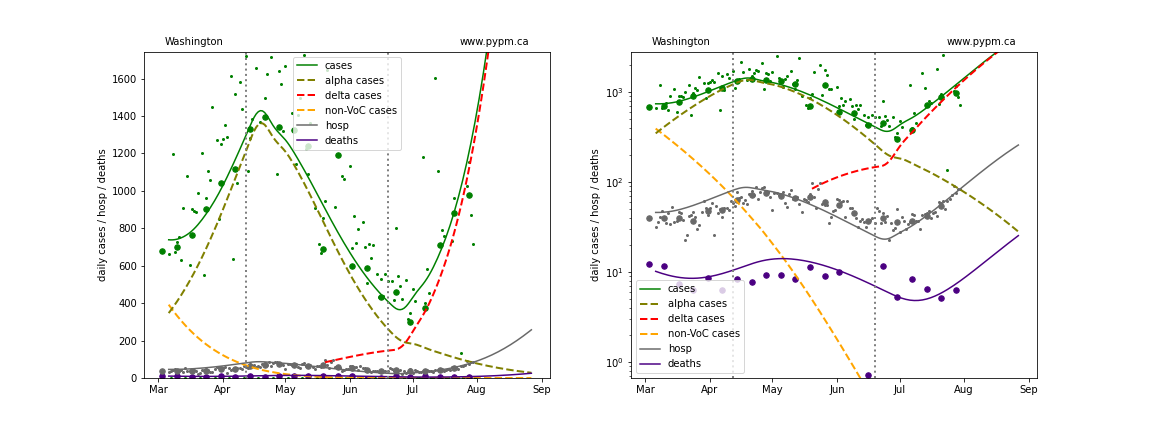 Washington www.pypm.ca
1600
1400
1200
1000
800
600
400
200
0
daily cases / hosp / deaths
cases
alpha cases
delta cases
non-VoC cases
hosp
deaths
Mar Apr May Jun Jul Aug Sep
Washington www.pypm.ca
10³
10²
10¹
10⁰
daily cases / hosp / deaths
cases
alpha cases
delta cases
non-VoC cases
hosp
deaths
Mar Apr May Jun Jul Aug Sep